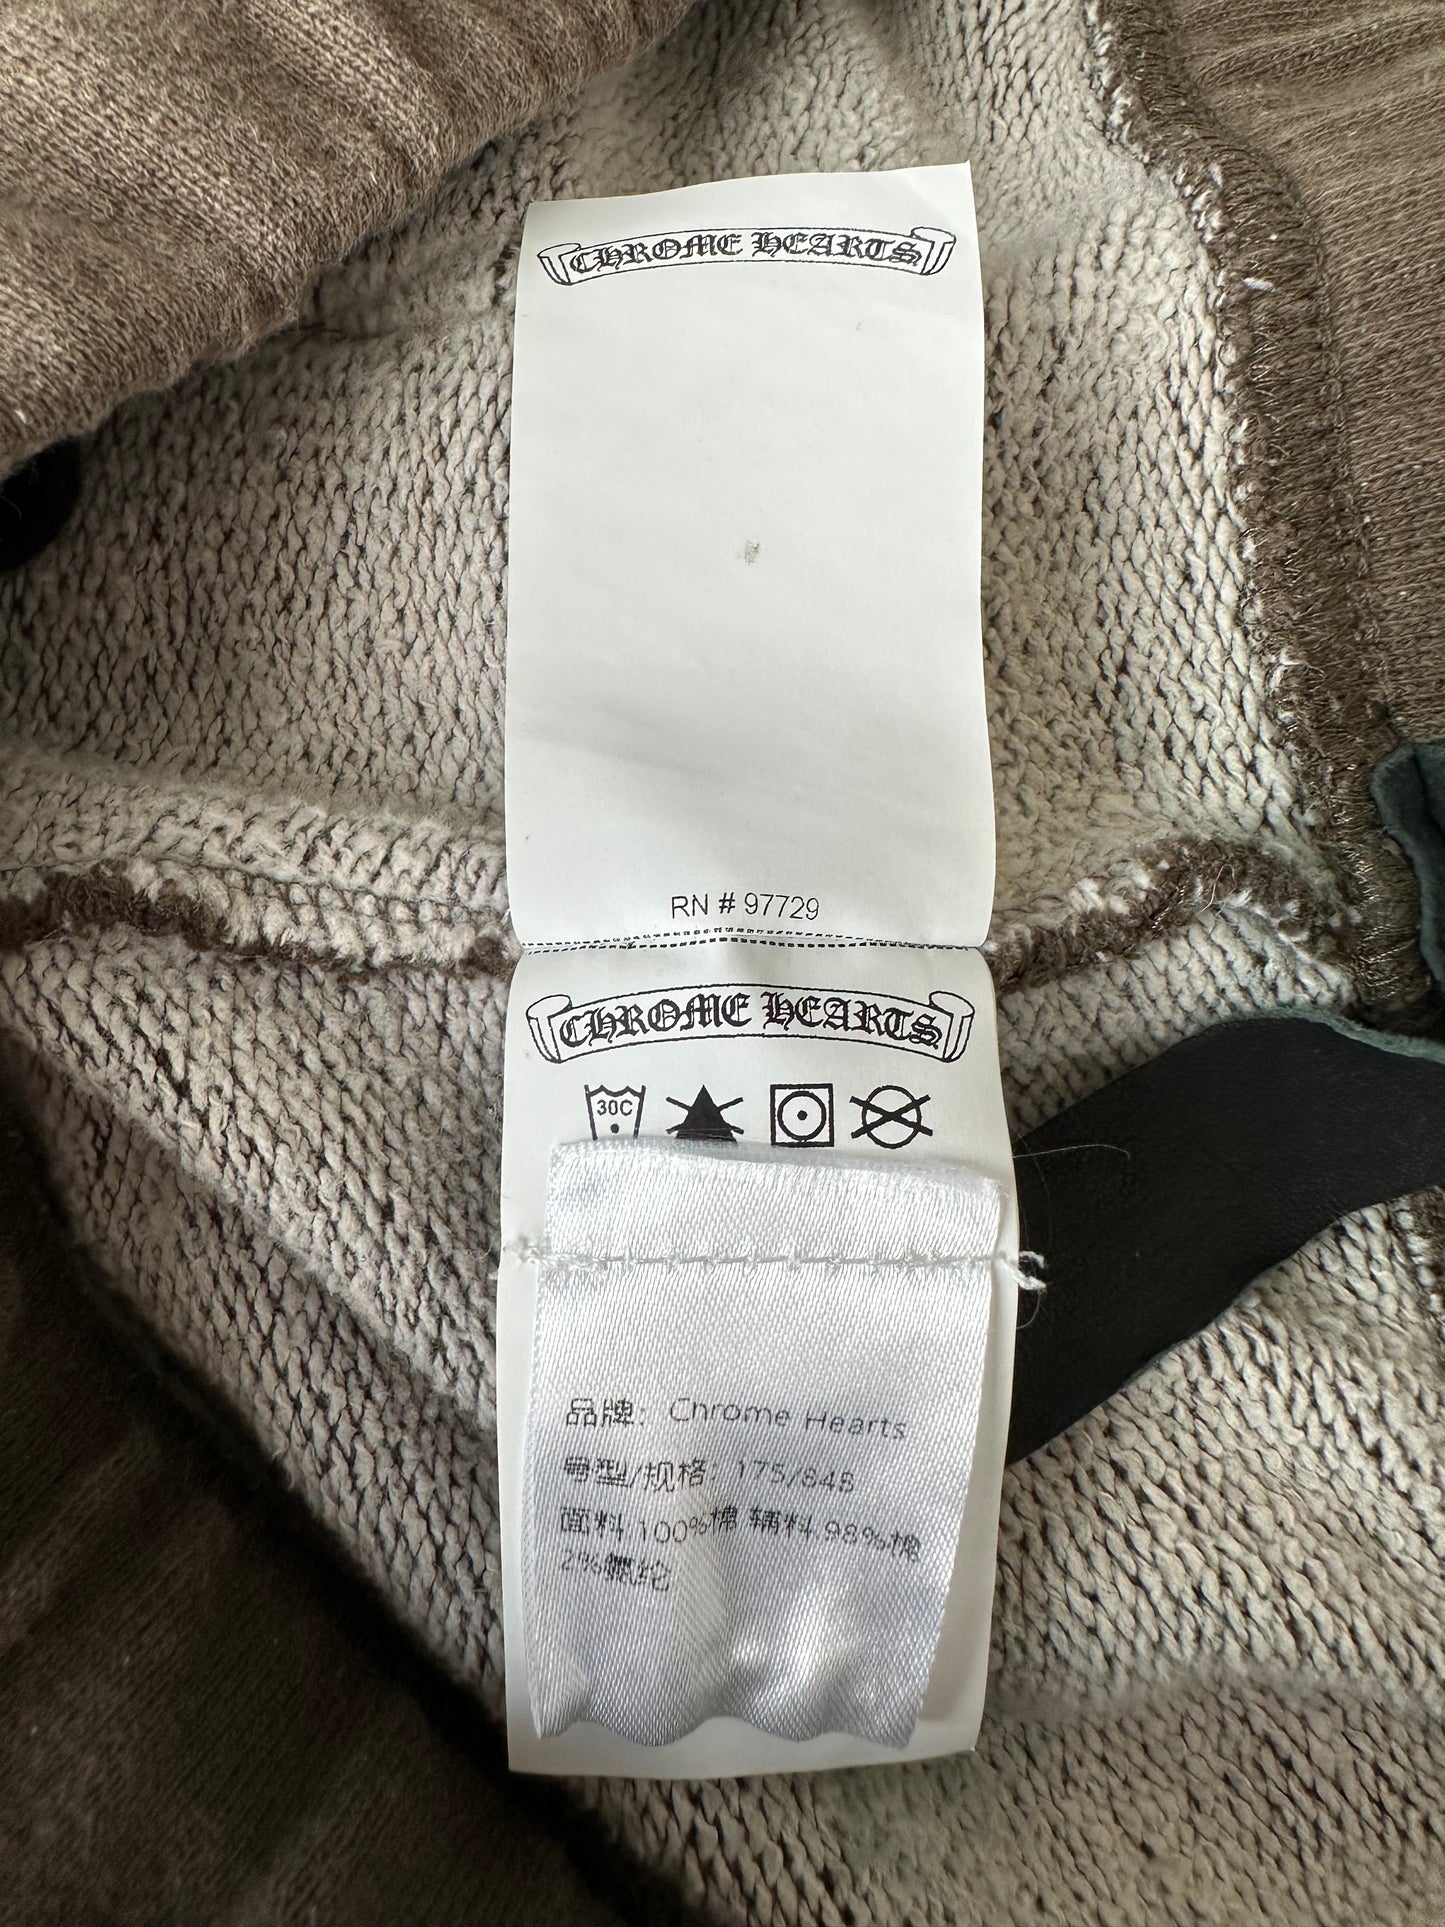 CHROME HEARTS
RN # 97729
CHROME HEARTS
30C
品牌：Chrome Hearts
号型/规格：175/84B
面料 100%棉 辅料 98%棉
2%氨纶